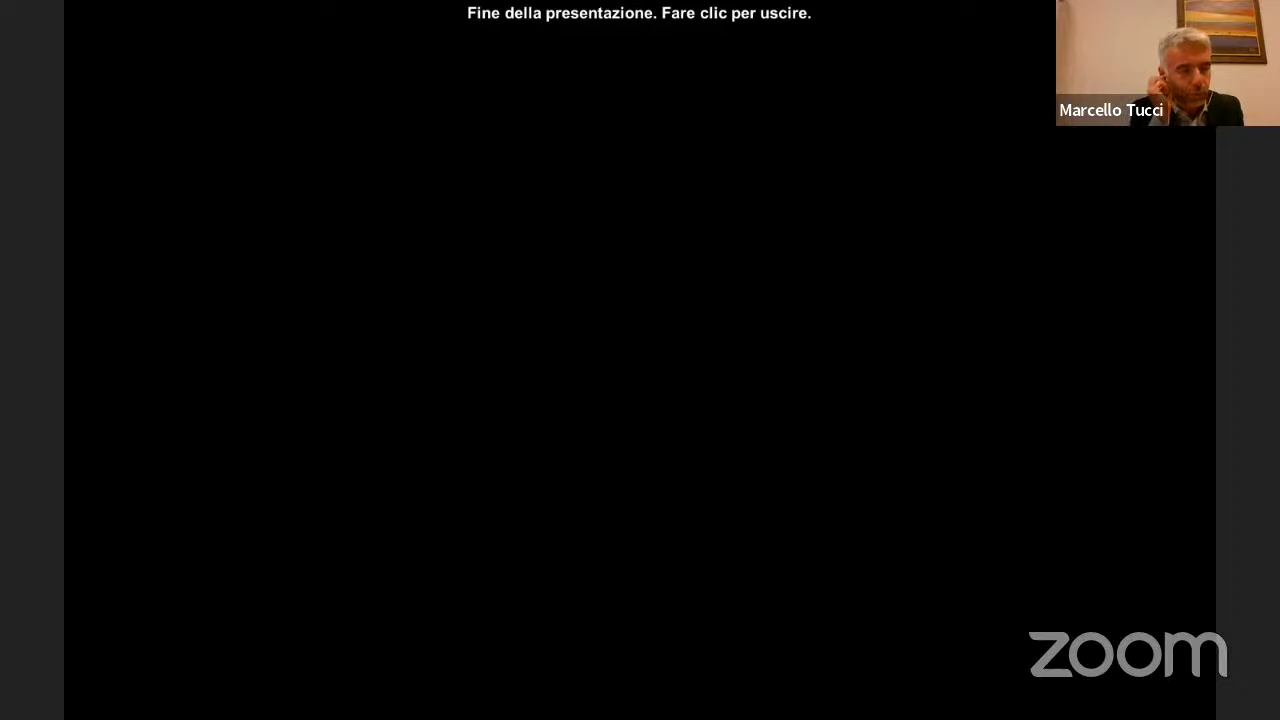 Fine della presentazione. Fare clic per uscire.
Marcello Tucci
zoom